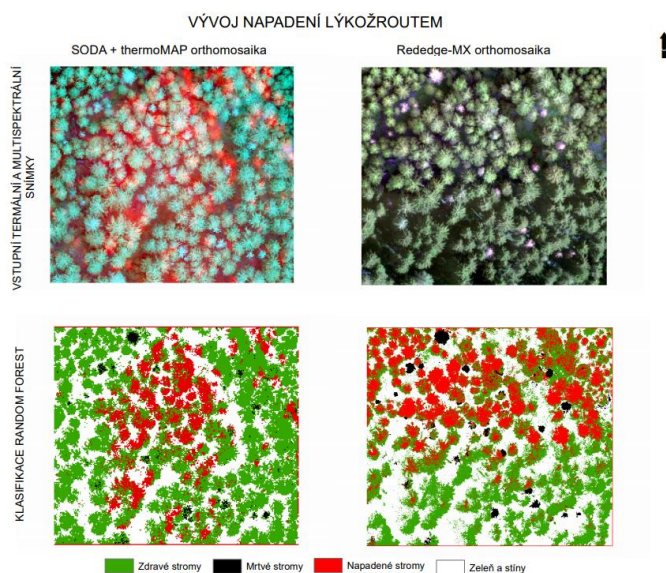 VÝVOJ NAPADENÍ LÝKOŽROUTEM
SODA + thermoMAP orthomosaika
Rededge-MX orthomosaika
VSTUPNÍ TERMÁLNÍ A MULTISPEKTRÁLNÍ
SNÍMKY
KLASIFIKACE RANDOM FOREST
Zdravé stromy
Mrtvé stromy
Napadené stromy
Zeleň a stíny